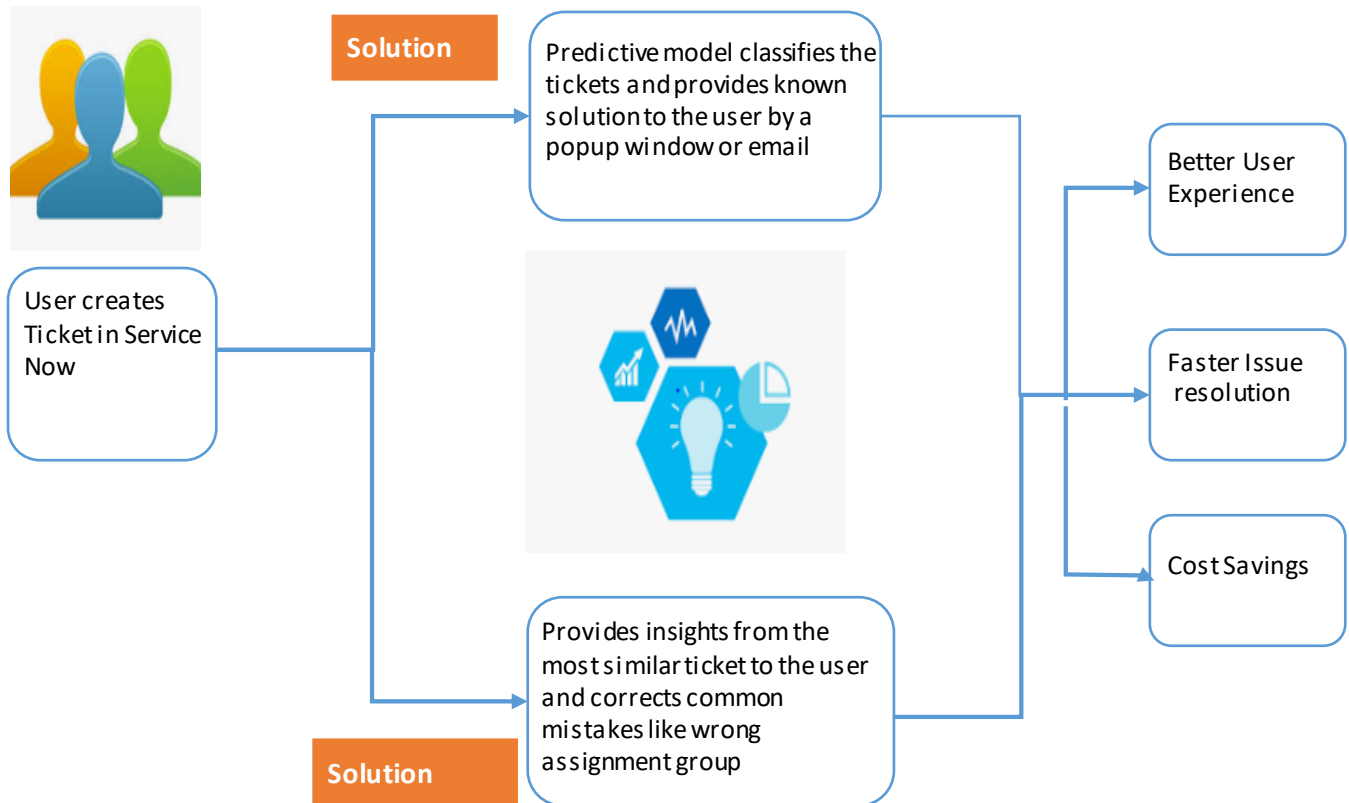 Solution
Predictive model classifies the
tickets and provides known
solution to the user by a
popup window or email
User creates
Ticket in Service
Now
Better User
Experience
Faster Issue
resolution
Cost Savings
Provides insights from the
most similar ticket to the user
and corrects common
mistakes like wrong
assignment group
Solution